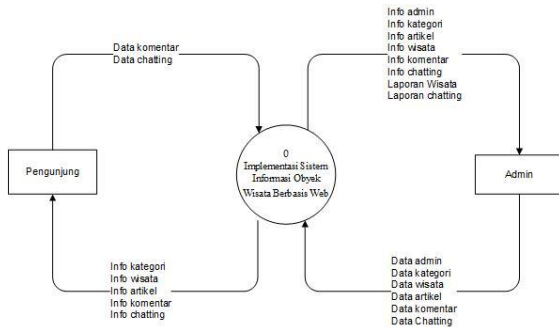 Info admin
Info kategori
Info artikel
Info wisata
Info komentar
Info chatting
Laporan Wisata
Laporan chatting
Data komentar
Data chatting
Pengunjung
0
Implementasi Sistem
Informasi Obyek
Wisata Berbasis Web
Admin
Info kategori
Info wisata
Info artikel
Info komentar
Info chatting
Data admin
Data kategori
Data wisata
Data artikel
Data komentar
Data Chatting